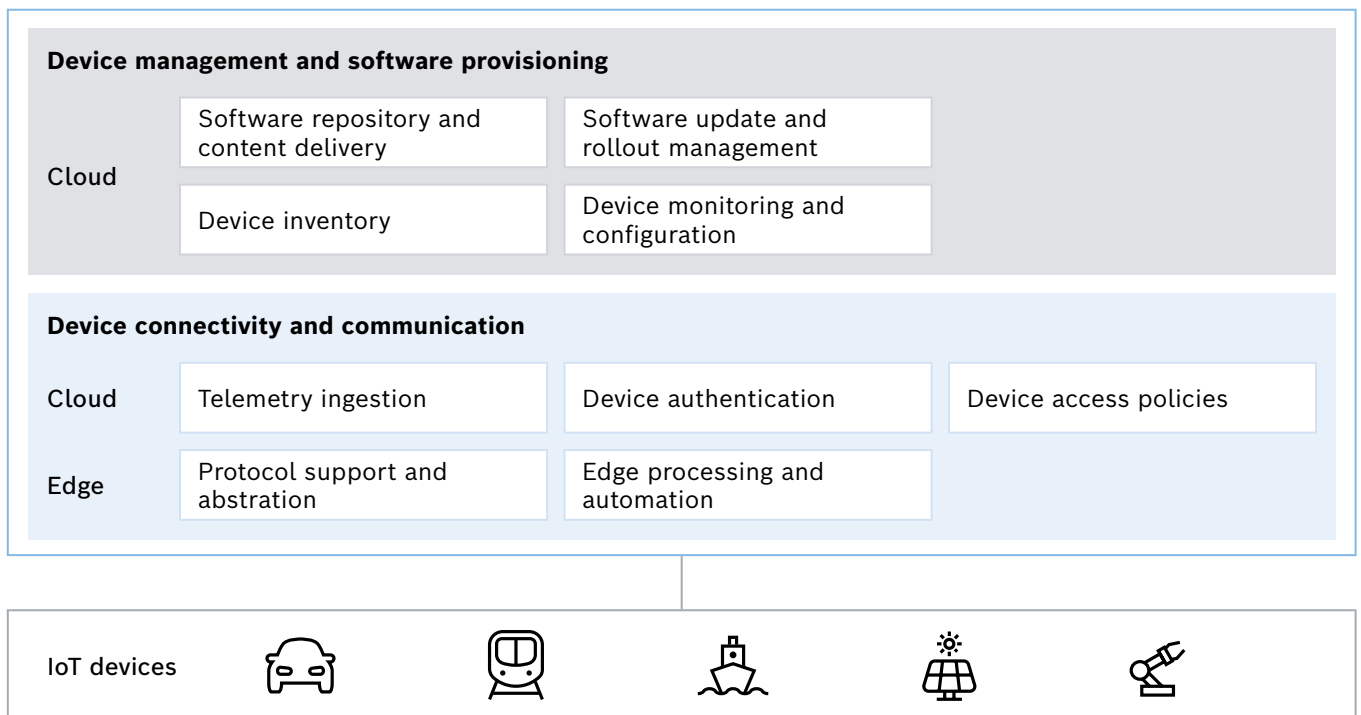 Device management and software provisioning
Cloud
Software repository and
content delivery
Software update and
rollout management
Device inventory
Device monitoring and
configuration
Device connectivity and communication
Cloud
Telemetry ingestion
Device authentication
Device access policies
Edge
Protocol support and
abstration
Edge processing and
automation
IoT devices